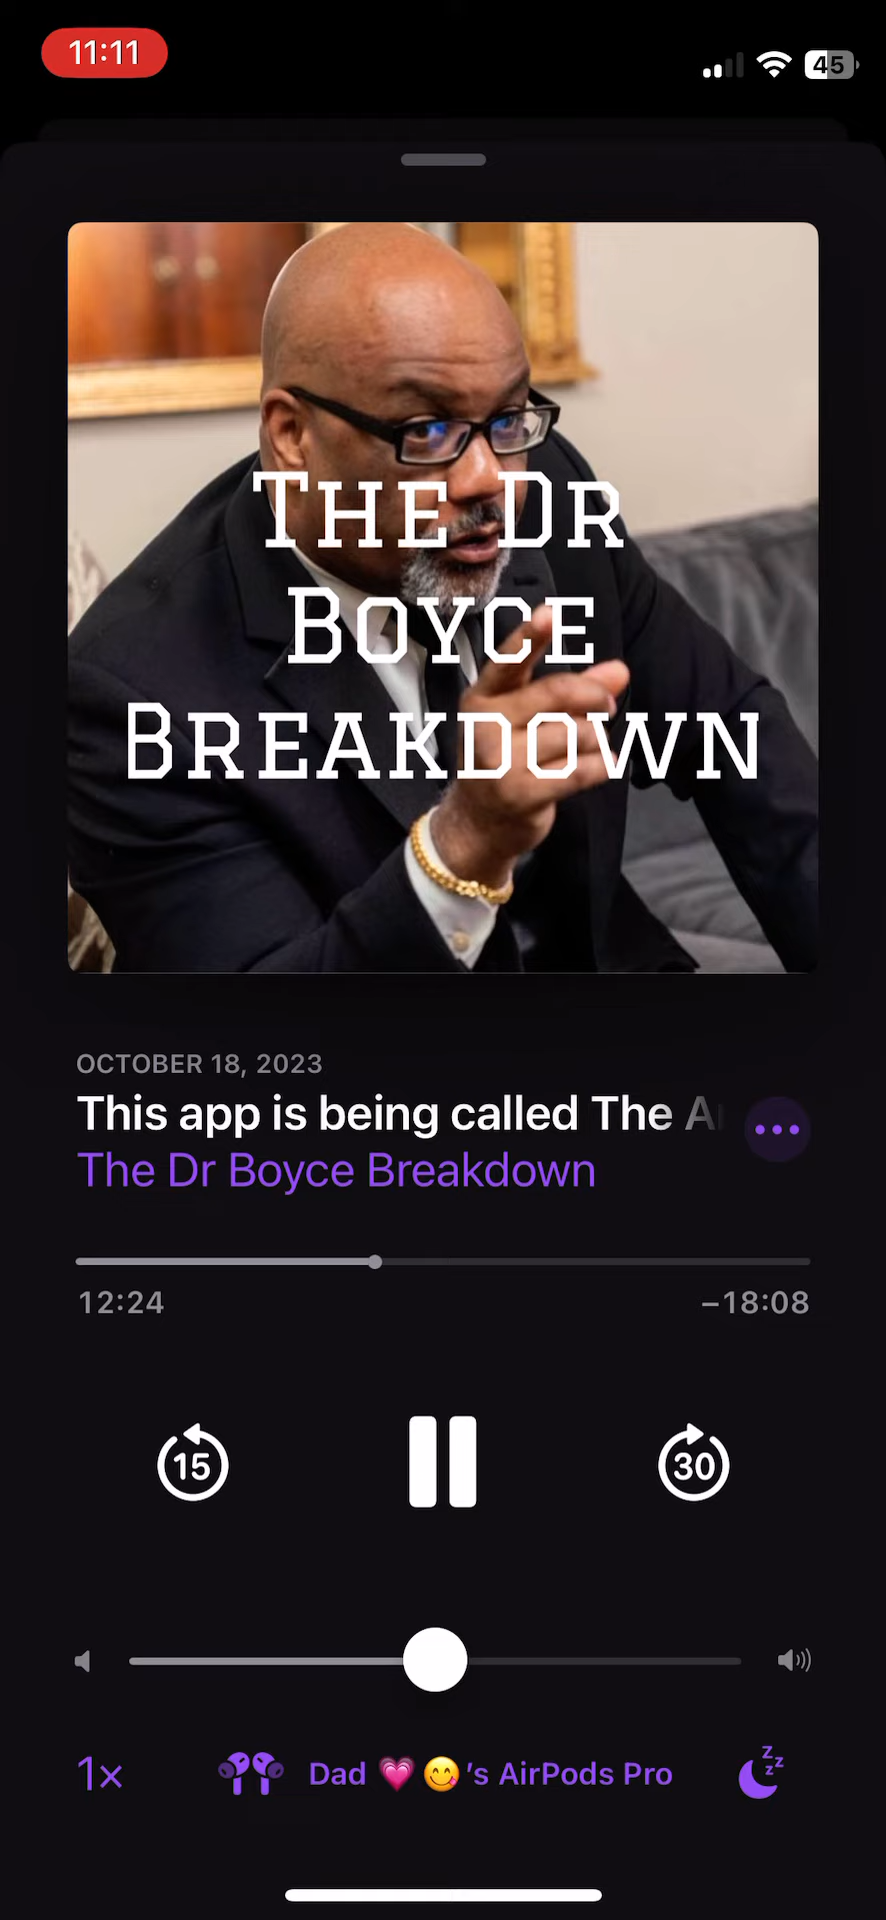 11:11
45
The Dr
Boyce
Breakdown
OCTOBER 18, 2023
This app is being called The
The Dr Boyce Breakdown
12:24
–18:08
15
30
1×
Dad 💗 😋's AirPods Pro
zzzz